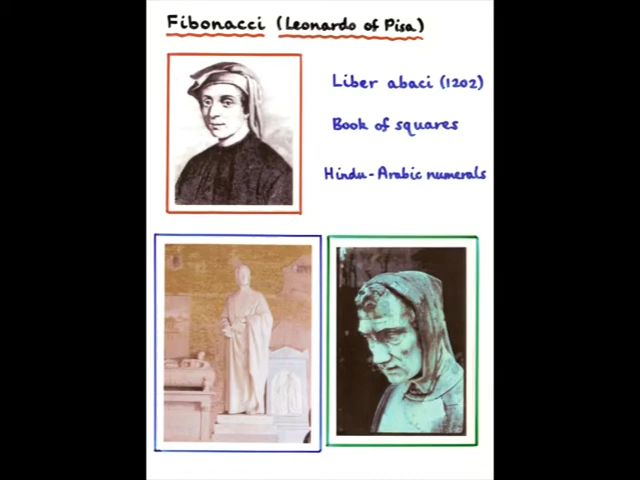 Fibonacci (Leonardo of Pisa)
Liber abaci (1202)
Book of squares
Hindu-Arabic numerals